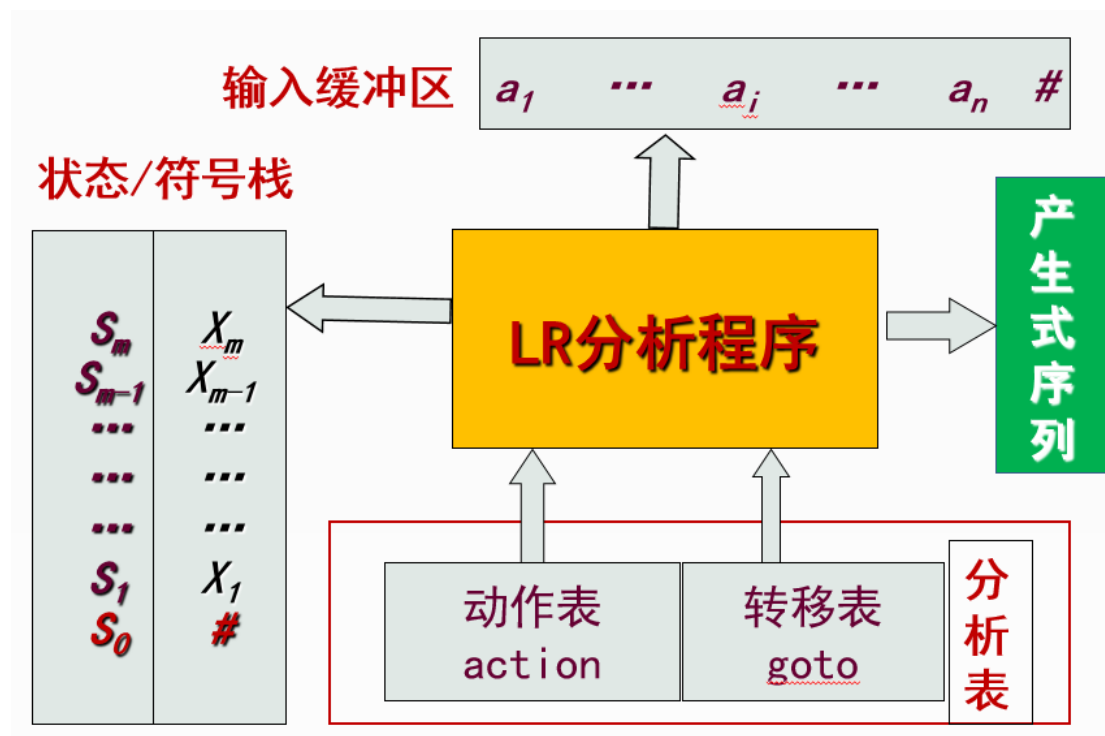 输入缓冲区 a1 … ai … an #
状态/符号栈
Sm Xm
Sm-1 Xm-1
… …
… …
… …
S1 X1
S0 #
LR分析程序
产生式序列
动作表
action
转移表
goto
分析表